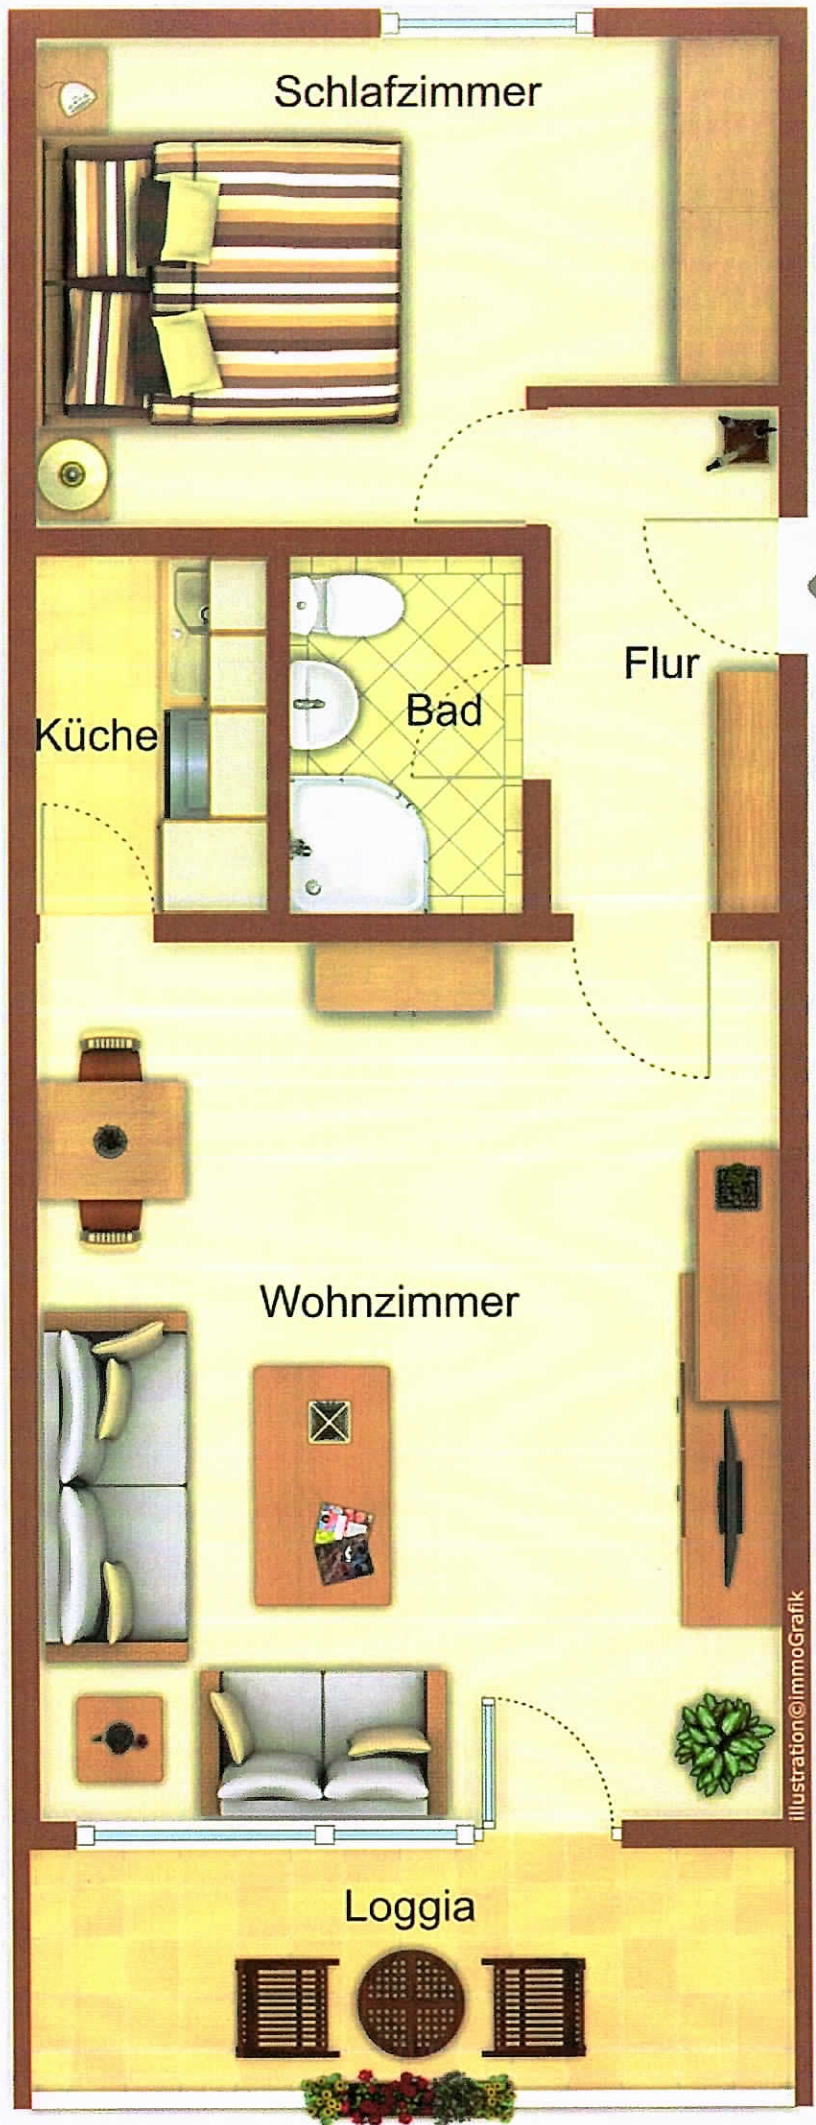 Schlafzimmer
Flur
Küche
Bad
Wohnzimmer
illustration©immoGrafik
Loggia